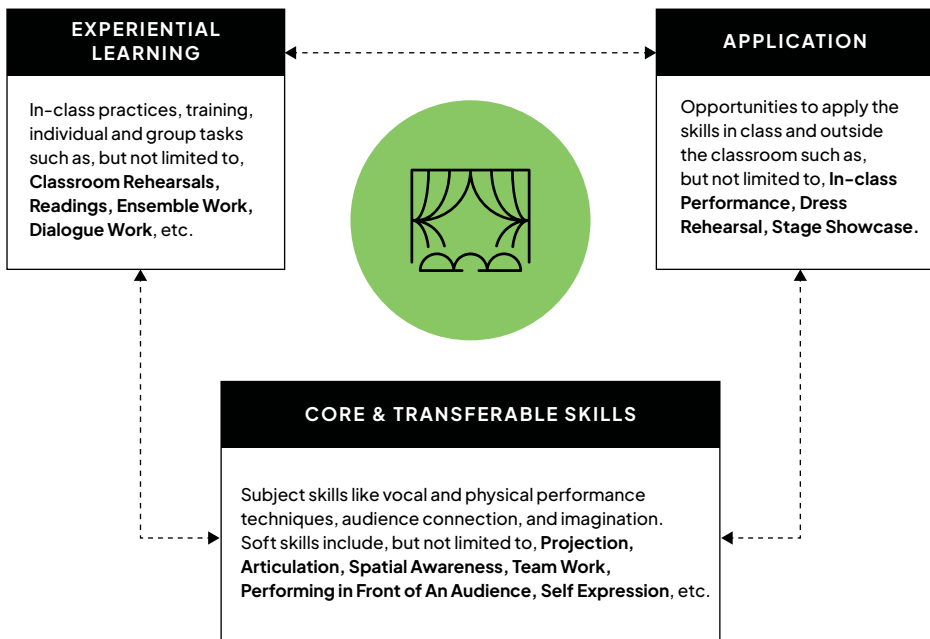 EXPERIENTIAL
LEARNING
In-class practices, training,
individual and group tasks
such as, but not limited to,
Classroom Rehearsals,
Readings, Ensemble Work,
Dialogue Work, etc.
APPLICATION
Opportunities to apply the
skills in class and outside
the classroom such as,
but not limited to, In-class
Performance, Dress
Rehearsal, Stage Showcase.
CORE & TRANSFERABLE SKILLS
Subject skills like vocal and physical performance
techniques, audience connection, and imagination.
Soft skills include, but not limited to, Projection,
Articulation, Spatial Awareness, Team Work,
Performing in Front of An Audience, Self Expression, etc.